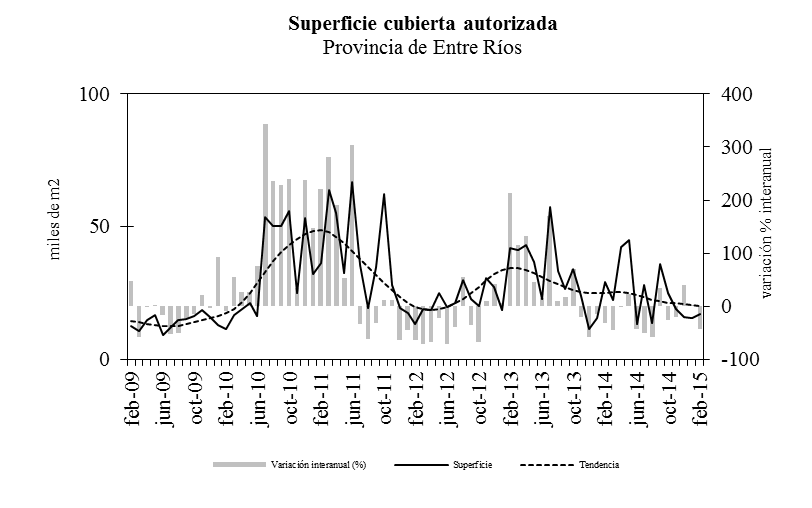 Superficie cubierta autorizada
Provincia de Entre Ríos
100
50
0
miles de m2
400
300
200
100
0
-100
variación % interanual
feb-09
jun-09
oct-09
feb-10
jun-10
oct-10
feb-11
jun-11
oct-11
feb-12
jun-12
oct-12
feb-13
jun-13
oct-13
feb-14
jun-14
oct-14
feb-15
Variación interanual (%)
Superficie
Tendencia